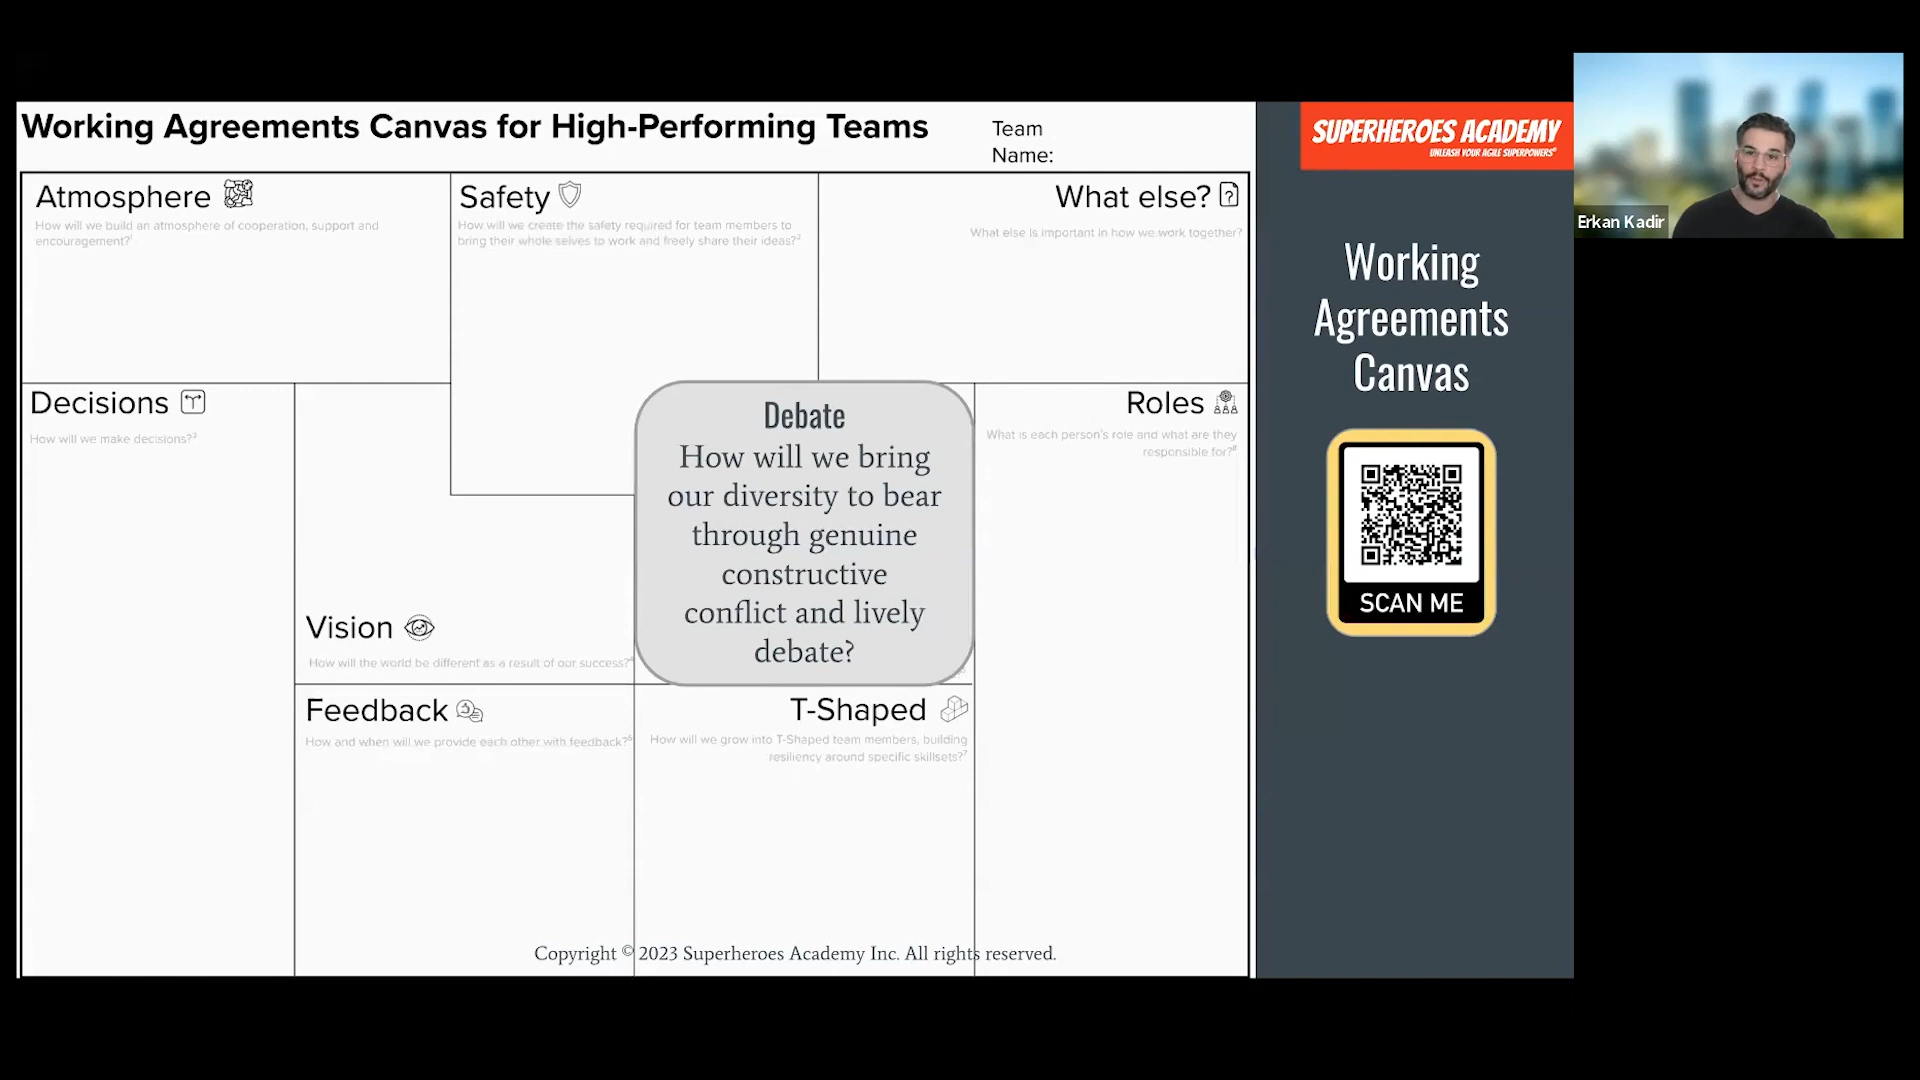 Working Agreements Canvas for High-Performing Teams
Team
Name:
Atmosphere
How will we build an atmosphere of cooperation, support and
encouragement?¹
Safety
How will we create the safety required for team members to
bring their whole selves to work and freely share their ideas?²
What else?
?
What else is important in how we work together?
Decisions
How will we make decisions?³
Debate
How will we bring
our diversity to bear
through genuine
constructive
conflict and lively
debate?
Roles
What is each person's role and what are they
responsible for?⁸
Vision
How will the world be different as a result of our success?⁴
Feedback
How and when will we provide each other with feedback?⁶
T-Shaped
How will we grow into T-Shaped team members, building
resiliency around specific skillsets?⁷
Copyright © 2023 Superheroes Academy Inc. All rights reserved.
SUPERHEROES ACADEMY
UNLEASH YOUR AGILE SUPERPOWERS®
Working
Agreements
Canvas
SCAN ME
Erkan Kadir